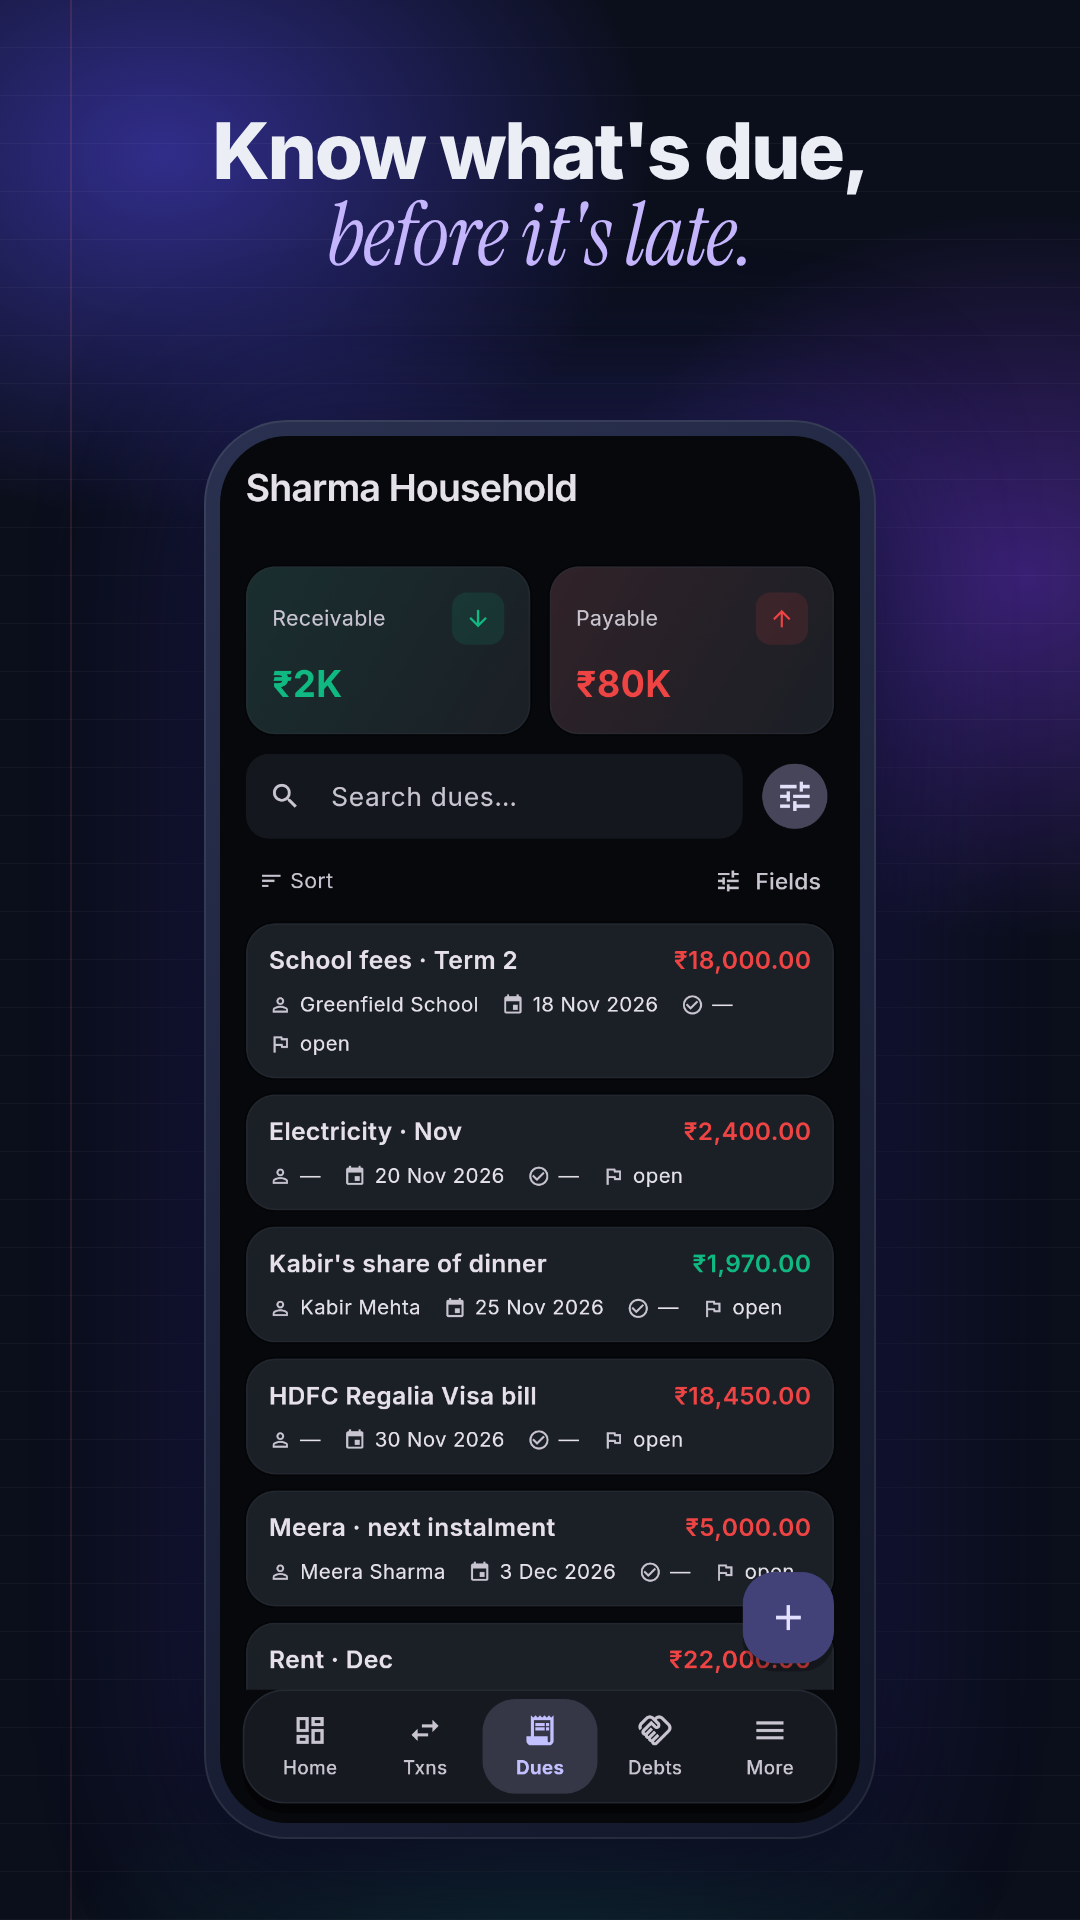 Know what's due,
before it's late.
Sharma Household
Receivable
₹2K
Payable
₹80K
Search dues...
Sort
Fields
School fees · Term 2
₹18,000.00
Greenfield School
18 Nov 2026
—
open
Electricity · Nov
₹2,400.00
—
20 Nov 2026
—
open
Kabir's share of dinner
₹1,970.00
Kabir Mehta
25 Nov 2026
—
open
HDFC Regalia Visa bill
₹18,450.00
—
30 Nov 2026
—
open
Meera · next instalment
₹5,000.00
Meera Sharma
3 Dec 2026
—
open
Rent · Dec
₹22,000.00
Home
Txns
Dues
Debts
More